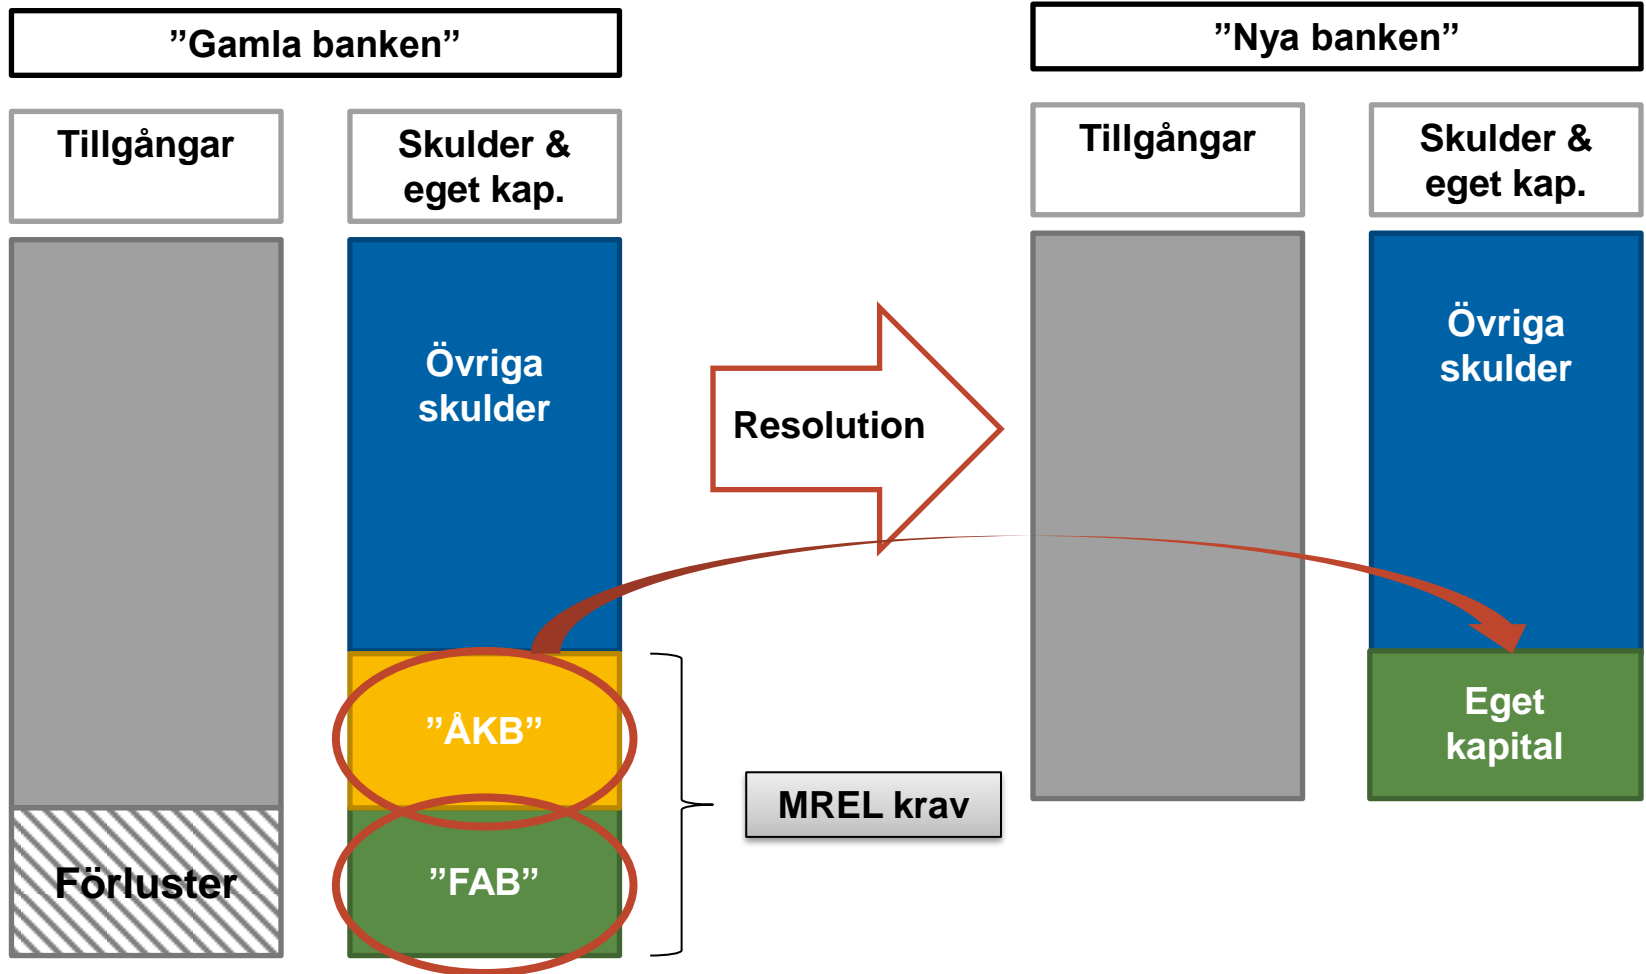 ”Gamla banken”
”Nya banken”
Tillgångar
Skulder &
eget kap.
Tillgångar
Skulder &
eget kap.
Övriga
skulder
Resolution
Övriga
skulder
”ÅKB”
Eget
kapital
MREL krav
Förluster
”FAB”